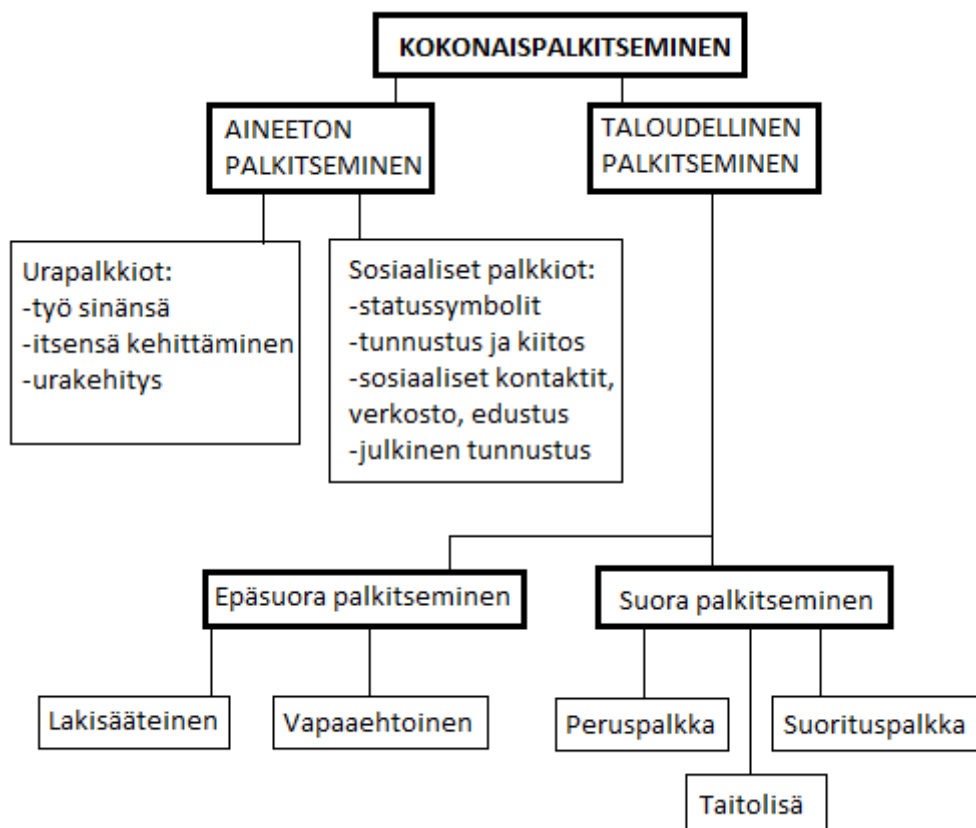 KOKONAISPALKITSEMINEN
AINEETON
PALKITSEMINEN
TALOUDELLINEN
PALKITSEMINEN
Urapalkkiot:
-työ sinänsä
-itsensä kehittäminen
-urakehitys
Sosiaaliset palkkiot:
-statussymbolit
-tunnustus ja kiitos
-sosiaaliset kontaktit,
verkosto, edustus
-julkinen tunnustus
Epäsuora palkitseminen
Suora palkitseminen
Lakisääteinen
Vapaaehtoinen
Peruspalkka
Suorituspalkka
Taitolisä